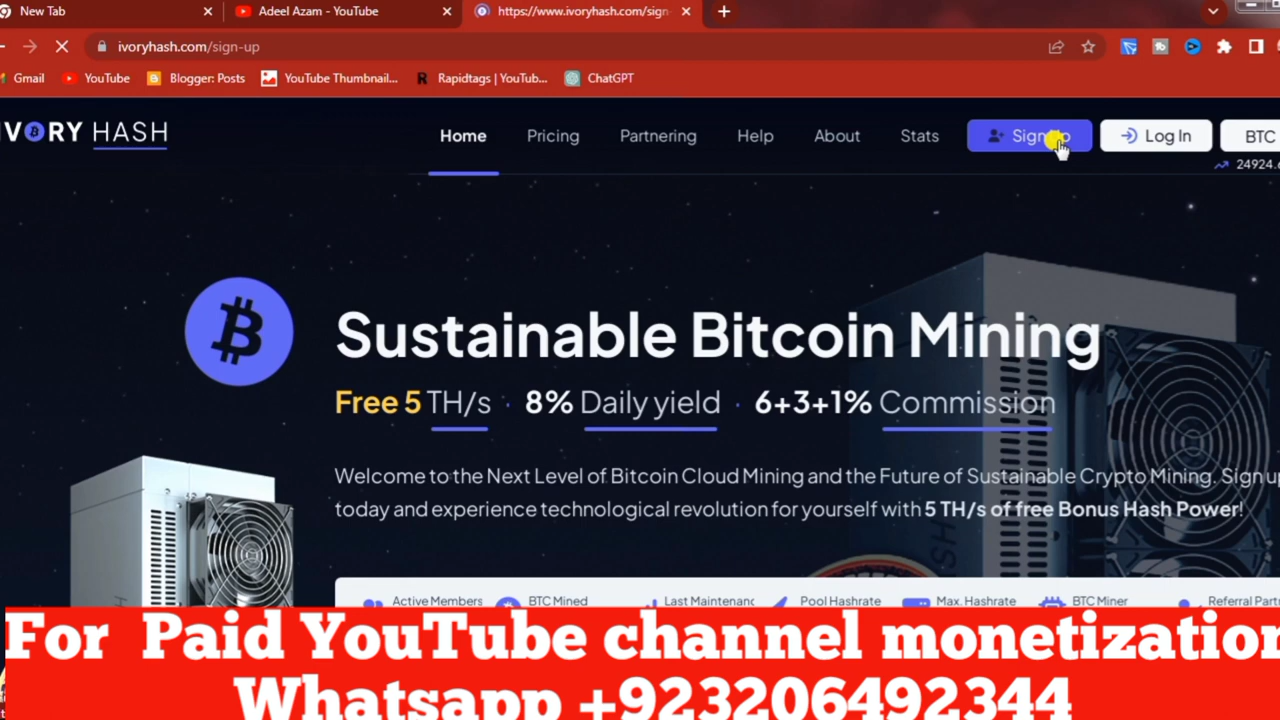 New Tab
Adeel Azam - YouTube
https://www.ivoryhash.com/sign
ivoryhash.com/sign-up
Gmail
YouTube
Blogger: Posts
YouTube Thumbnail...
Rapidtags | YouTub...
ChatGPT
IVORY HASH
Home
Pricing
Partnering
Help
About
Stats
Sign Up
Log In
BTC
24924.
Sustainable Bitcoin Mining
Free 5 TH/s · 8% Daily yield · 6+3+1% Commission
Welcome to the Next Level of Bitcoin Cloud Mining and the Future of Sustainable Crypto Mining. Sign up
today and experience technological revolution for yourself with 5 TH/s of free Bonus Hash Power!
Active Members
BTC Mined
Last Maintenanc
Pool Hashrate
Max. Hashrate
BTC Miner
Referral Part
For Paid YouTube channel monetization
Whatsapp +923206492344